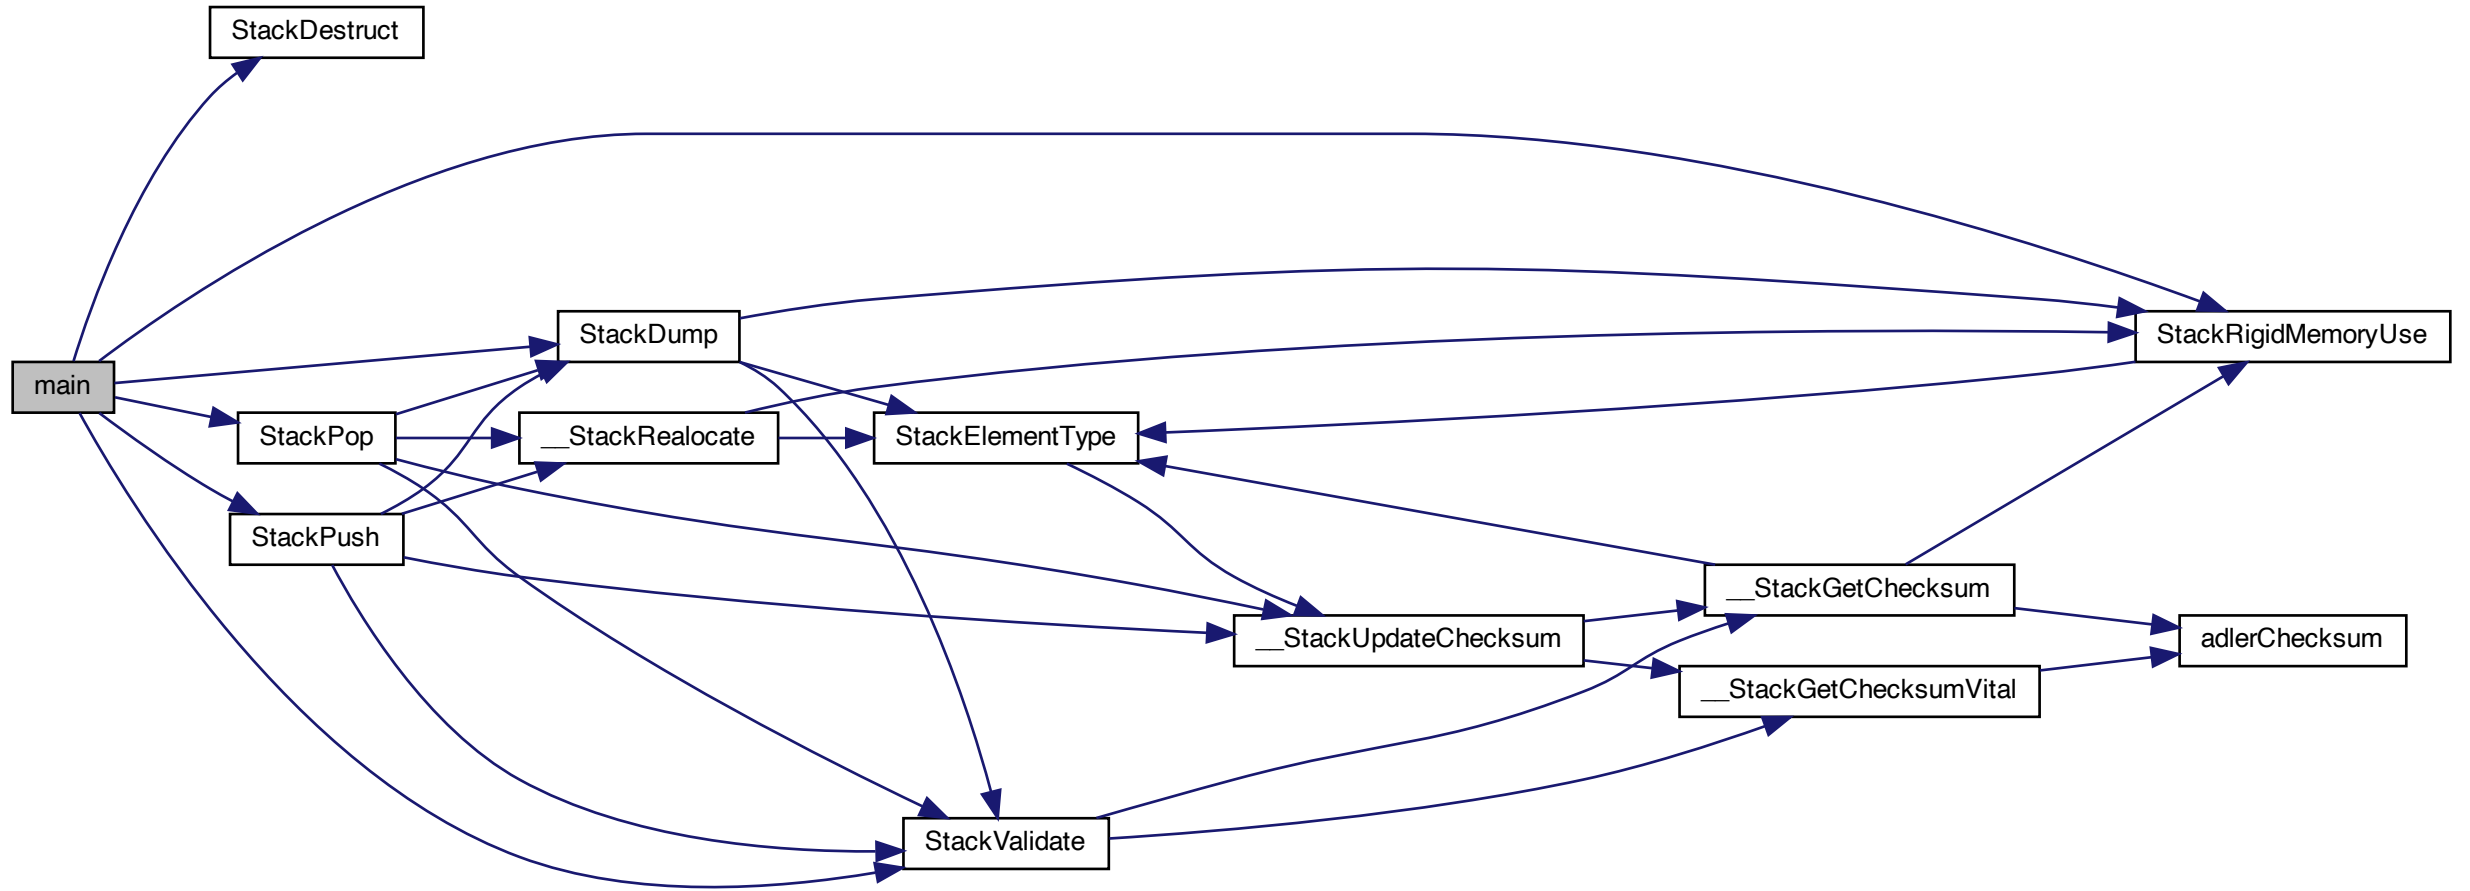 StackDestruct
StackDump
StackRigidMemoryUse
main
StackPop
__StackRealocate
StackElementType
StackPush
__StackGetChecksum
__StackUpdateChecksum
adlerChecksum
__StackGetChecksumVital
StackValidate